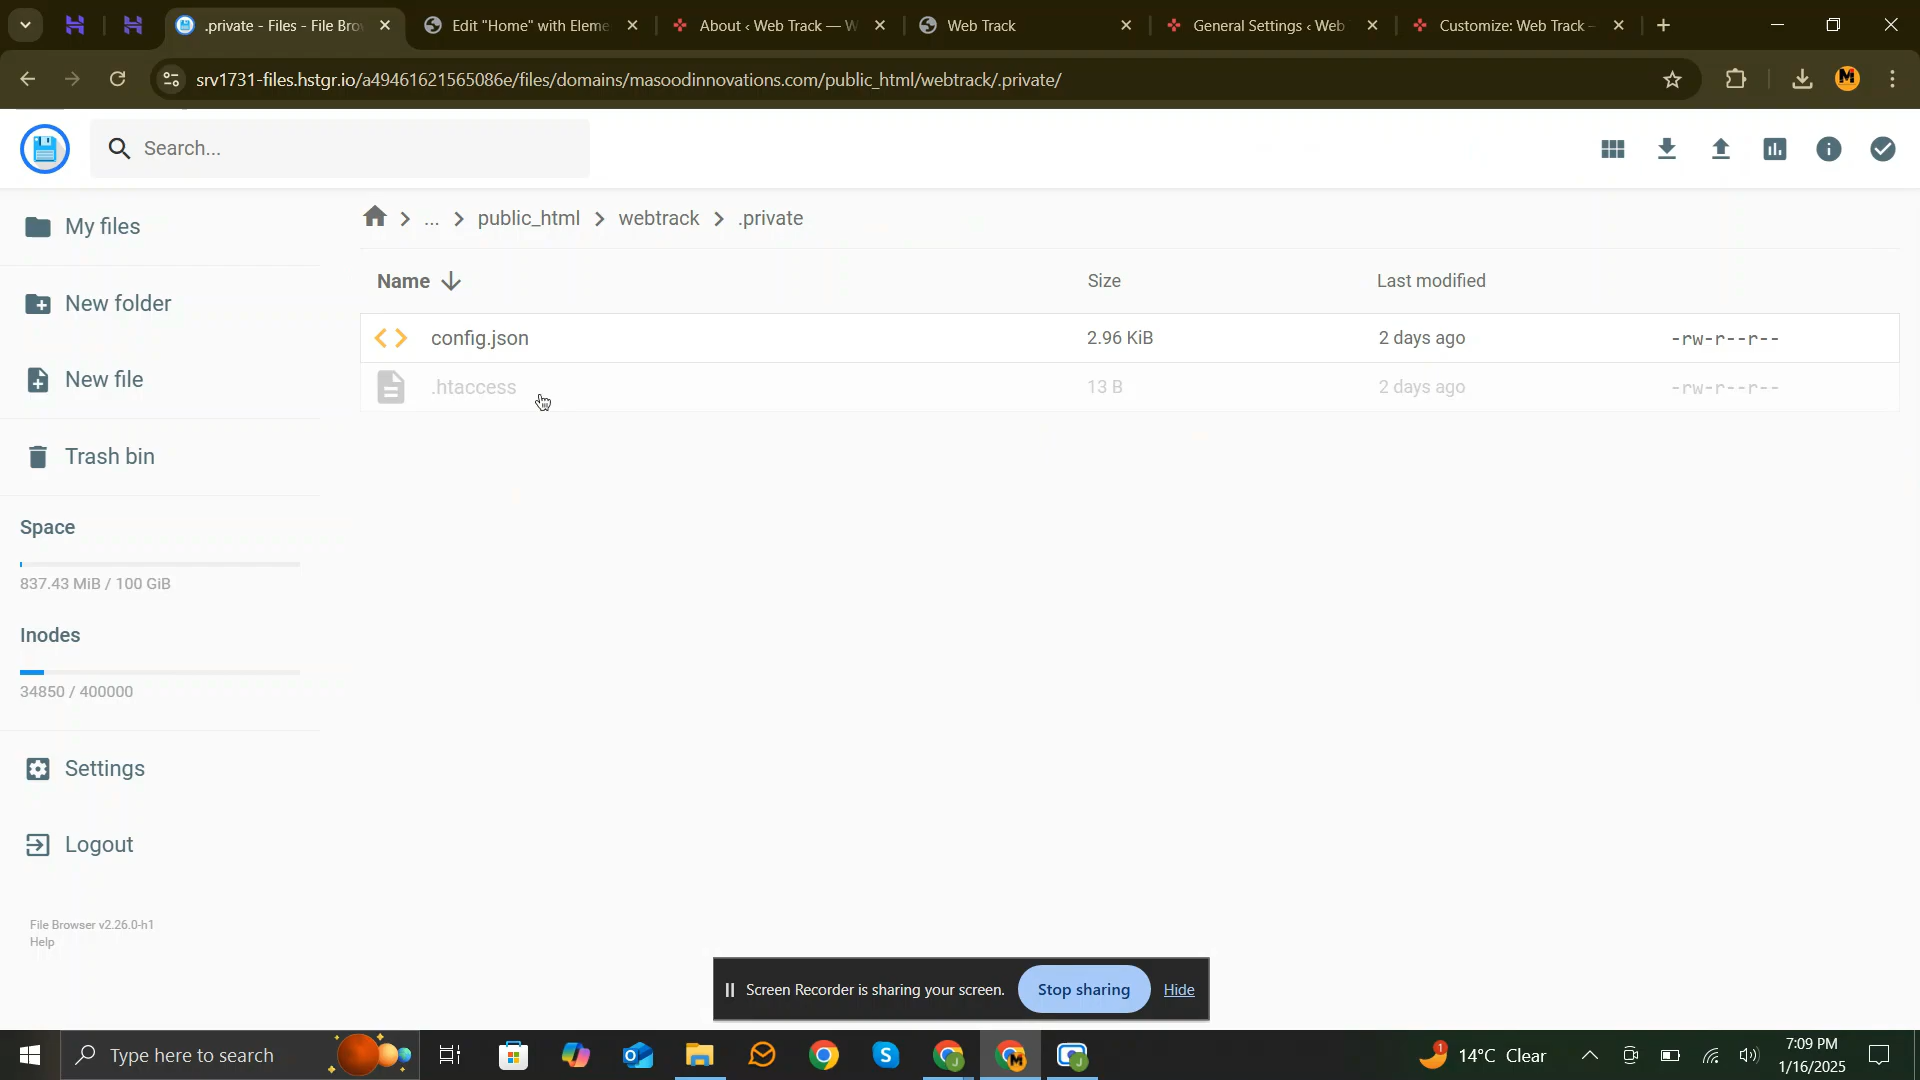 .private - Files - File Bro
Edit "Home" with Eleme
About ‹ Web Track — W
Web Track
General Settings ‹ Web
Customize: Web Track –
srv1731-files.hstgr.io/a49461621565086e/files/domains/masoodinnovations.com/public_html/webtrack/.private/
M
Search...
My files
New folder
New file
Trash bin
Space
837.43 MiB / 100 GiB
Inodes
34850 / 400000
Settings
Logout
File Browser v2.26.0-h1
Help
... public_html webtrack .private
Name Size Last modified
config.json 2.96 KiB 2 days ago -rw-r--r--
.htaccess 13 B 2 days ago -rw-r--r--
Screen Recorder is sharing your screen. Stop sharing Hide
Type here to search
1 14°C Clear
7:09 PM
1/16/2025